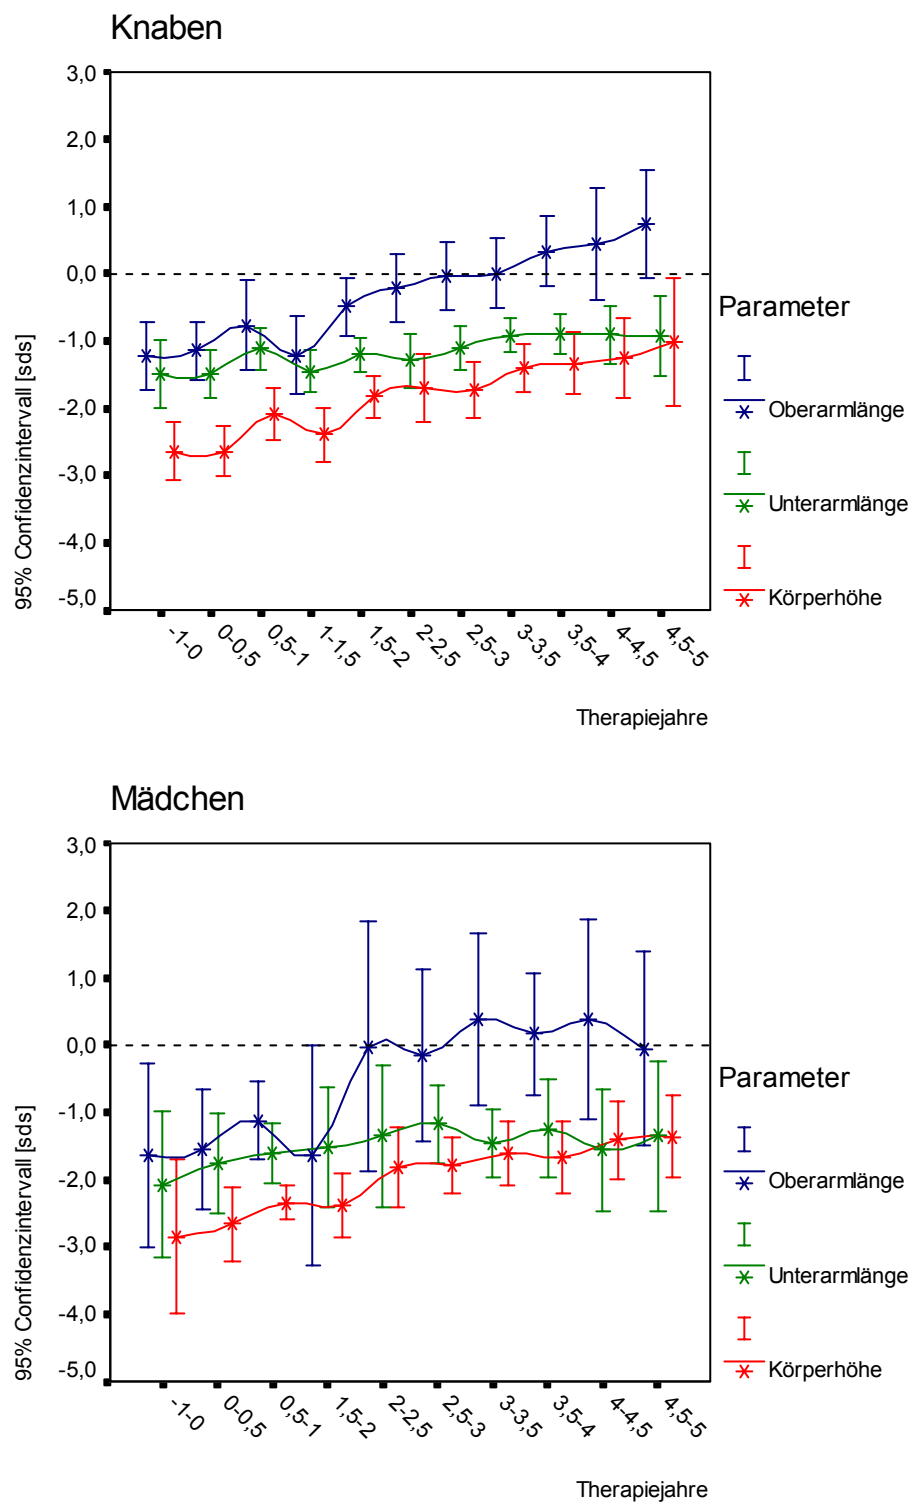 Knaben
3,0
2,0
1,0
0,0
-1,0
-2,0
-3,0
-4,0
-5,0
95% Confidenzintervall [sds]
-1-0
0-0,5
0,5-1
1-1,5
1,5-2
2-2,5
2,5-3
3-3,5
3,5-4
4-4,5
4,5-5
Therapiejahre
Parameter
Oberarmlänge
Unterarmlänge
Körperhöhe
Mädchen
3,0
2,0
1,0
0,0
-1,0
-2,0
-3,0
-4,0
-5,0
95% Confidenzintervall [sds]
-1-0
0-0,5
0,5-1
1,5-2
2-2,5
2,5-3
3-3,5
3,5-4
4-4,5
4,5-5
Therapiejahre
Parameter
Oberarmlänge
Unterarmlänge
Körperhöhe